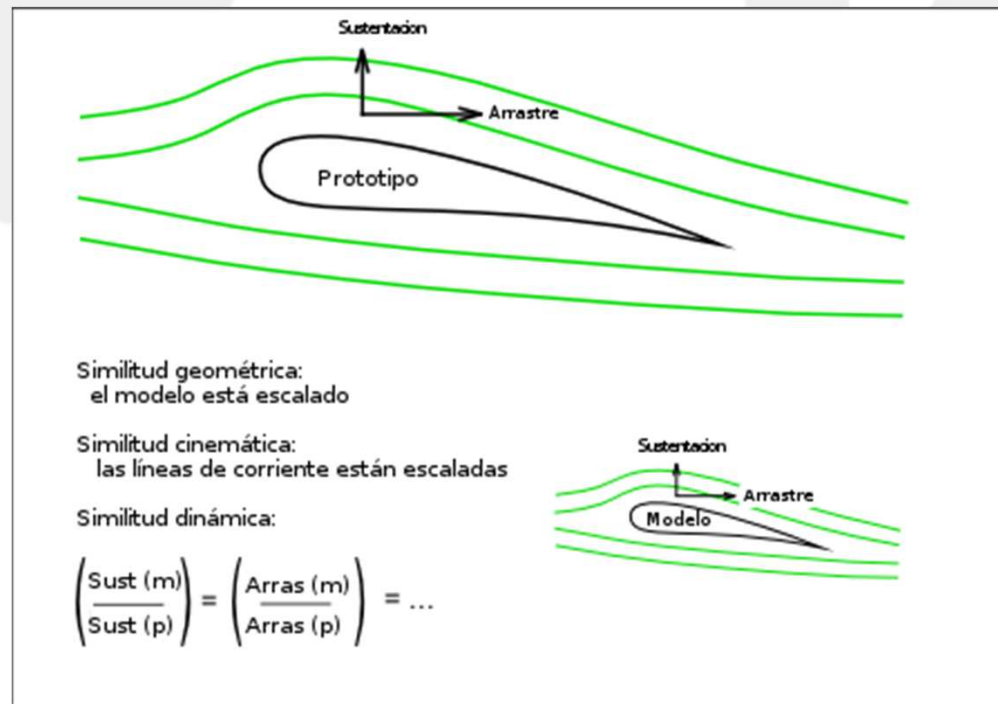 Sustentacion
Arrastre
Prototipo
Similitud geométrica:
el modelo está escalado
Similitud cinemática:
las líneas de corriente están escaladas
Similitud dinámica:
(Sust (m) / Sust (p)) = (Arras (m) / Arras (p)) = ...
Sustentacion
Arrastre
Modelo